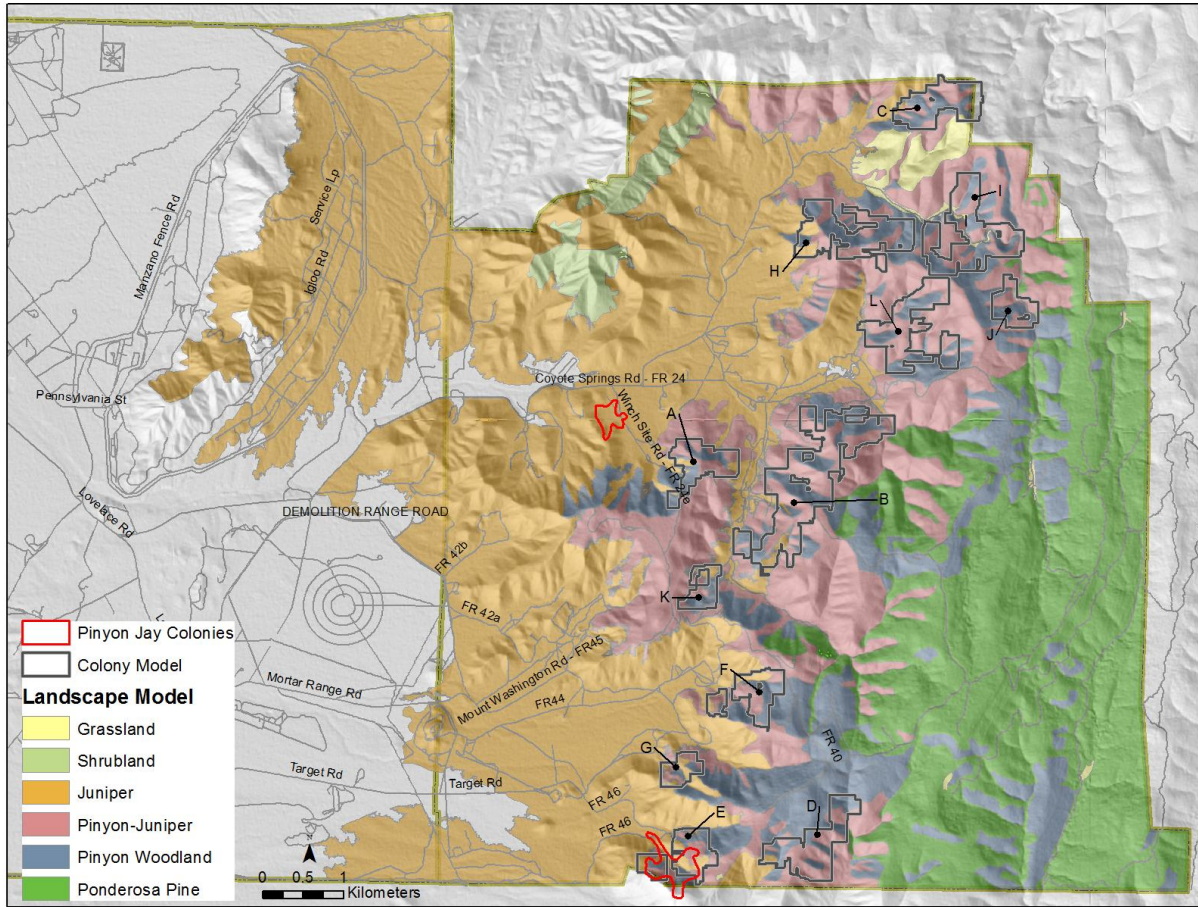 C
Manzano Fence Rd
Service Lp
Igloo Rd
I
H
L
J
Coyote Springs Rd - FR 24
Pennsylvania St
Winch Site Rd - FR 24e
A
B
Lovelace Rd
DEMOLITION RANGE ROAD
FR 42b
FR 42a
K
Mount Washington Rd - FR45
Pinyon Jay Colonies
Colony Model
Landscape Model
Grassland
Shrubland
Juniper
Pinyon-Juniper
Pinyon Woodland
Ponderosa Pine
Mortar Range Rd
FR44
F
FR 40
G
Target Rd
Target Rd
FR 46
FR 46
E
D
0 0.5 1
Kilometers